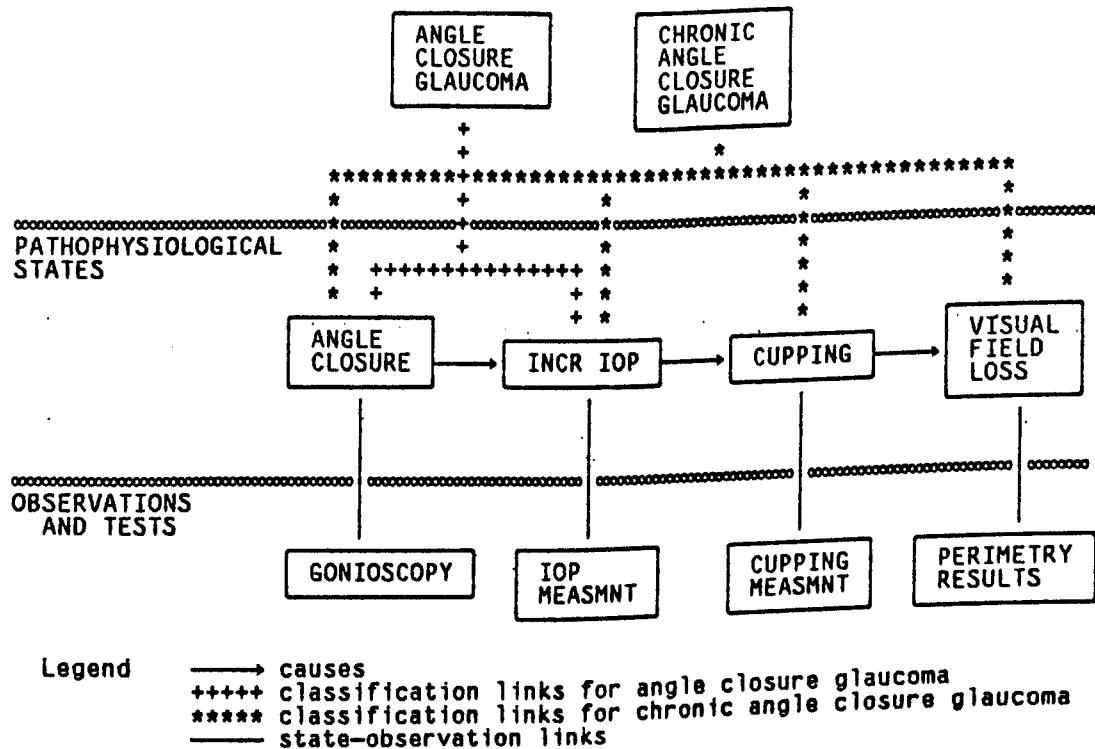 ANGLE
CLOSURE
GLAUCOMA
CHRONIC
ANGLE
CLOSURE
GLAUCOMA
PATHOPHYSIOLOGICAL
STATES
ANGLE
CLOSURE
INCR IOP
CUPPING
VISUAL
FIELD
LOSS
OBSERVATIONS
AND TESTS
GONIOSCOPY
IOP
MEASMNT
CUPPING
MEASMNT
PERIMETRY
RESULTS
Legend
causes
+++++ classification links for angle closure glaucoma
***** classification links for chronic angle closure glaucoma
state-observation links